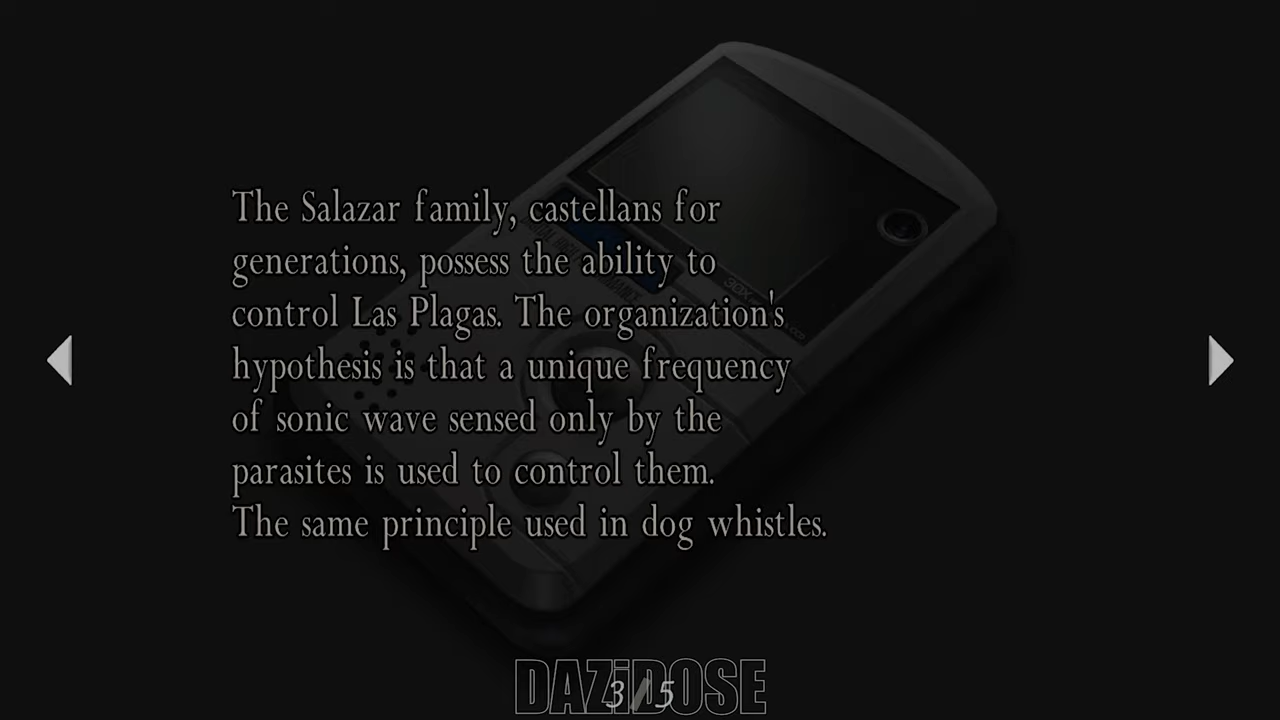 The Salazar family, castellans for
generations, possess the ability to
control Las Plagas. The organization's
hypothesis is that a unique frequency
of sonic wave sensed only by the
parasites is used to control them.
The same principle used in dog whistles.
DAZiDOSE
3 / 5